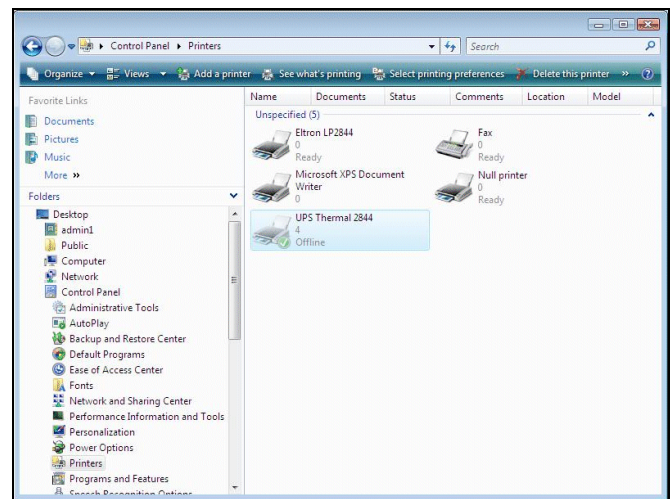 Control Panel ▸ Printers
Search
Organize Views Add a printer See what's printing Select printing preferences Delete this printer »
Favorite Links
Documents
Pictures
Music
More »
Folders
Desktop
admin1
Public
Computer
Network
Control Panel
Administrative Tools
AutoPlay
Backup and Restore Center
Default Programs
Ease of Access Center
Fonts
Network and Sharing Center
Performance Information and Tools
Personalization
Power Options
Printers
Programs and Features
Speech Recognition Options
Name Documents Status Comments Location Model
Unspecified (5)
Eltron LP2844
0
Ready
Fax
0
Ready
Microsoft XPS Document
Writer
0
Null printer
0
Ready
UPS Thermal 2844
4
Offline